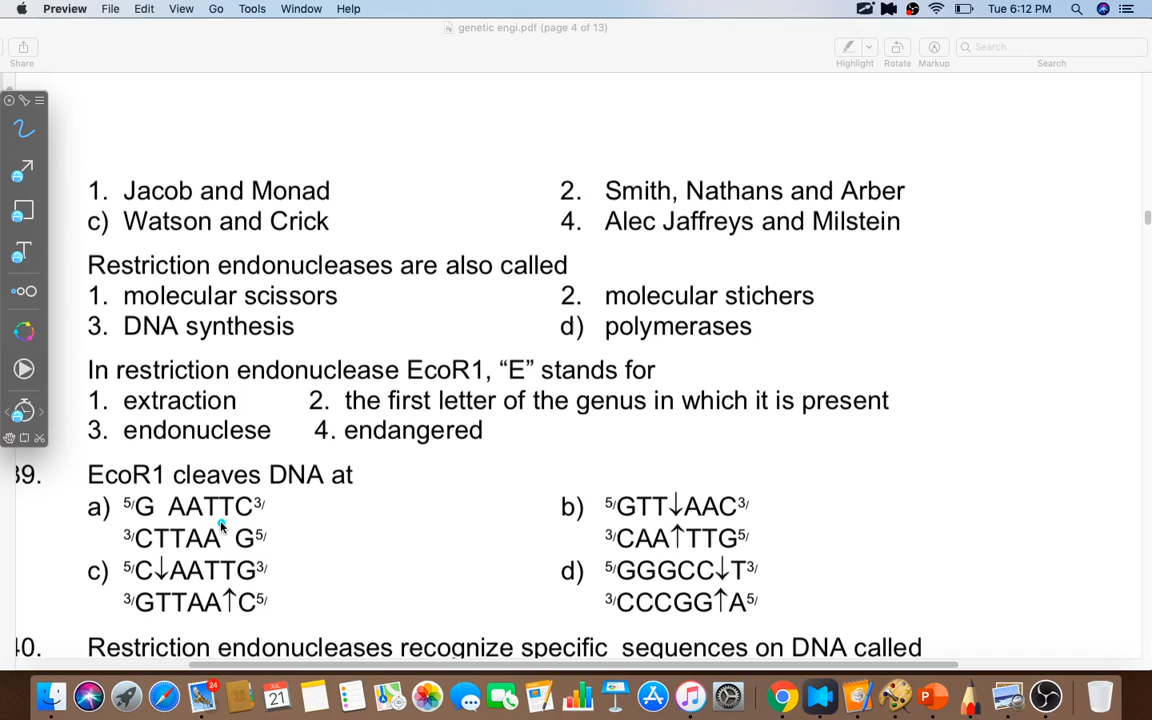 Preview File Edit View Go Tools Window Help Tue 6:12 PM
genetic engi.pdf (page 4 of 13)
Search
Share Highlight Rotate Markup Search
1. Jacob and Monad 2. Smith, Nathans and Arber
c) Watson and Crick 4. Alec Jaffreys and Milstein
Restriction endonucleases are also called
1. molecular scissors 2. molecular stichers
3. DNA synthesis d) polymerases
In restriction endonuclease EcoR1, “E” stands for
1. extraction 2. the first letter of the genus in which it is present
3. endonuclese 4. endangered
39. EcoR1 cleaves DNA at
a) 5/G AATTC3/ b) 5/GTT↓AAC3/
3/CTTAA G5/ 3/CAA↑TTG5/
c) 5/C↓AATTG3/ d) 5/GGGCC↓T3/
3/GTTAA↑C5/ 3/CCCGG↑A5/
40. Restriction endonucleases recognize specific sequences on DNA called
24
JUL
21